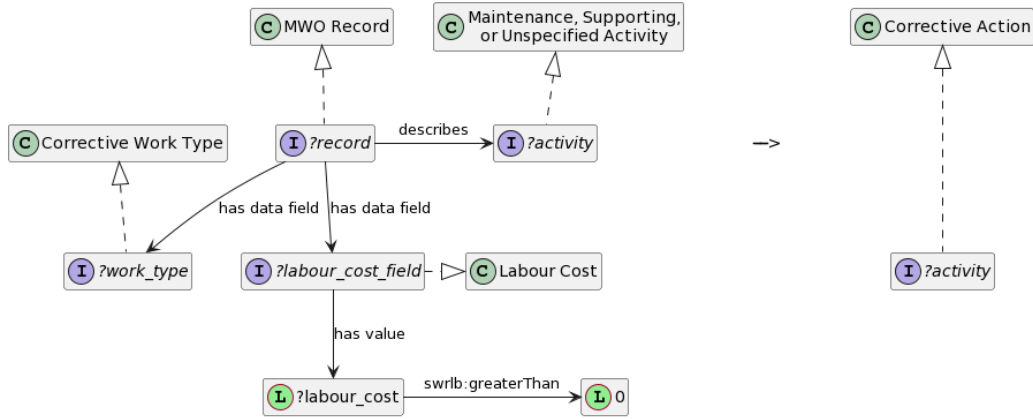 C MWO Record
C Maintenance, Supporting,
or Unspecified Activity
C Corrective Action
C Corrective Work Type
I ?record
describes
I ?activity
-->
has data field
has data field
I ?work_type
I ?labour_cost_field
C Labour Cost
I ?activity
has value
L ?labour_cost
swrlb:greaterThan
L 0